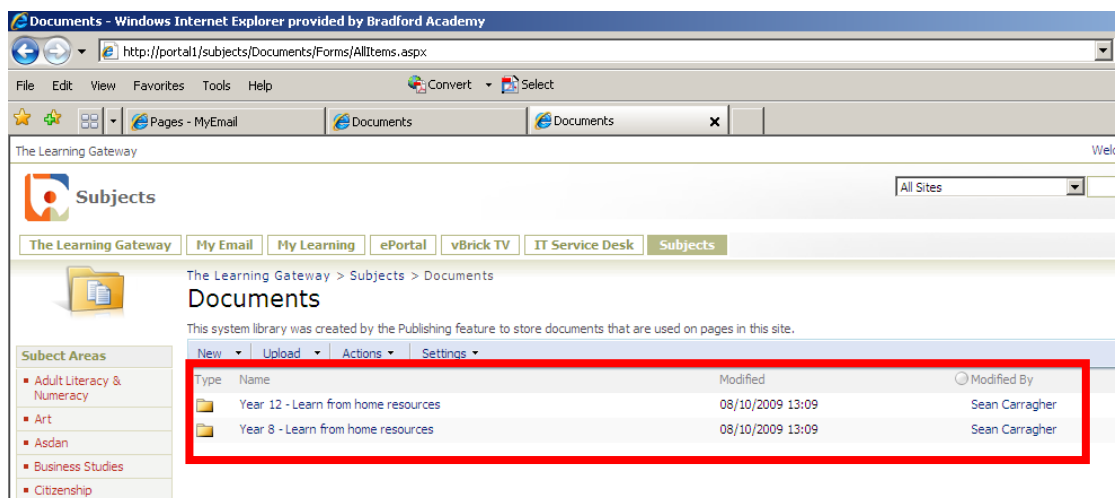 Documents - Windows Internet Explorer provided by Bradford Academy
http://portal1/subjects/Documents/Forms/AllItems.aspx
File Edit View Favorites Tools Help Convert Select
Pages - MyEmail Documents Documents
The Learning Gateway
Subjects All Sites
The Learning Gateway My Email My Learning ePortal vBrick TV IT Service Desk Subjects
The Learning Gateway > Subjects > Documents
Documents
This system library was created by the Publishing feature to store documents that are used on pages in this site.
Subect Areas
New Upload Actions Settings
Adult Literacy &
Numeracy
Art
Asdan
Business Studies
Citizenship
Type Name Modified Modified By
Year 12 - Learn from home resources 08/10/2009 13:09 Sean Carragher
Year 8 - Learn from home resources 08/10/2009 13:09 Sean Carragher